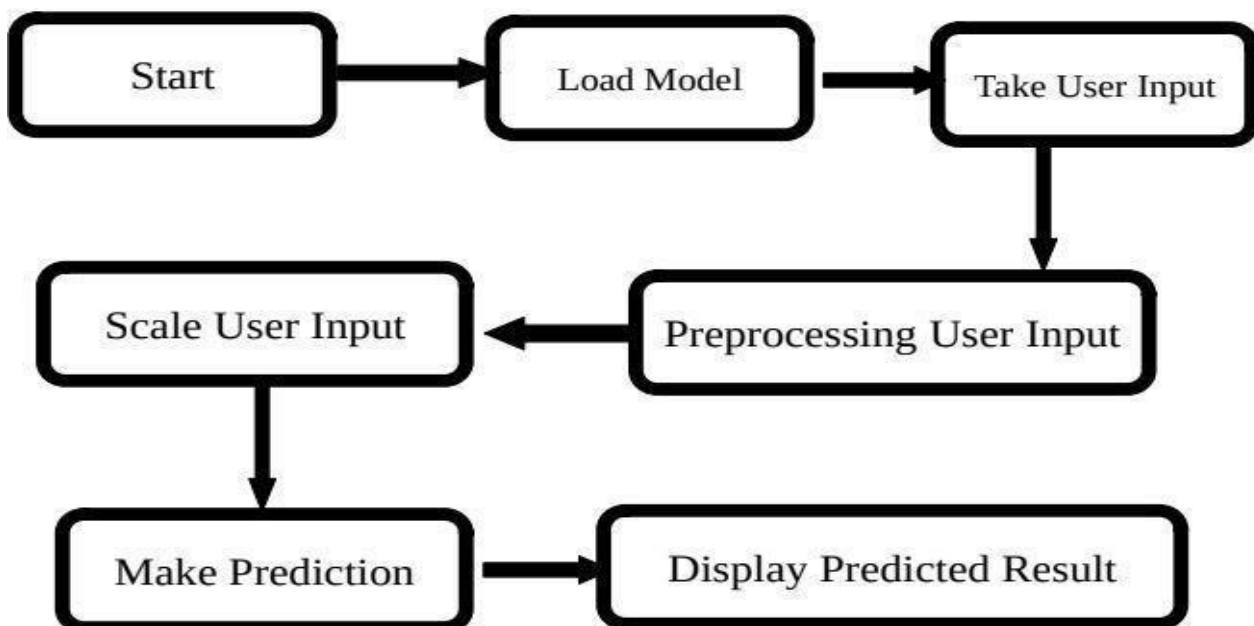 Start
Load Model
Take User Input
Preprocessing User Input
Scale User Input
Make Prediction
Display Predicted Result